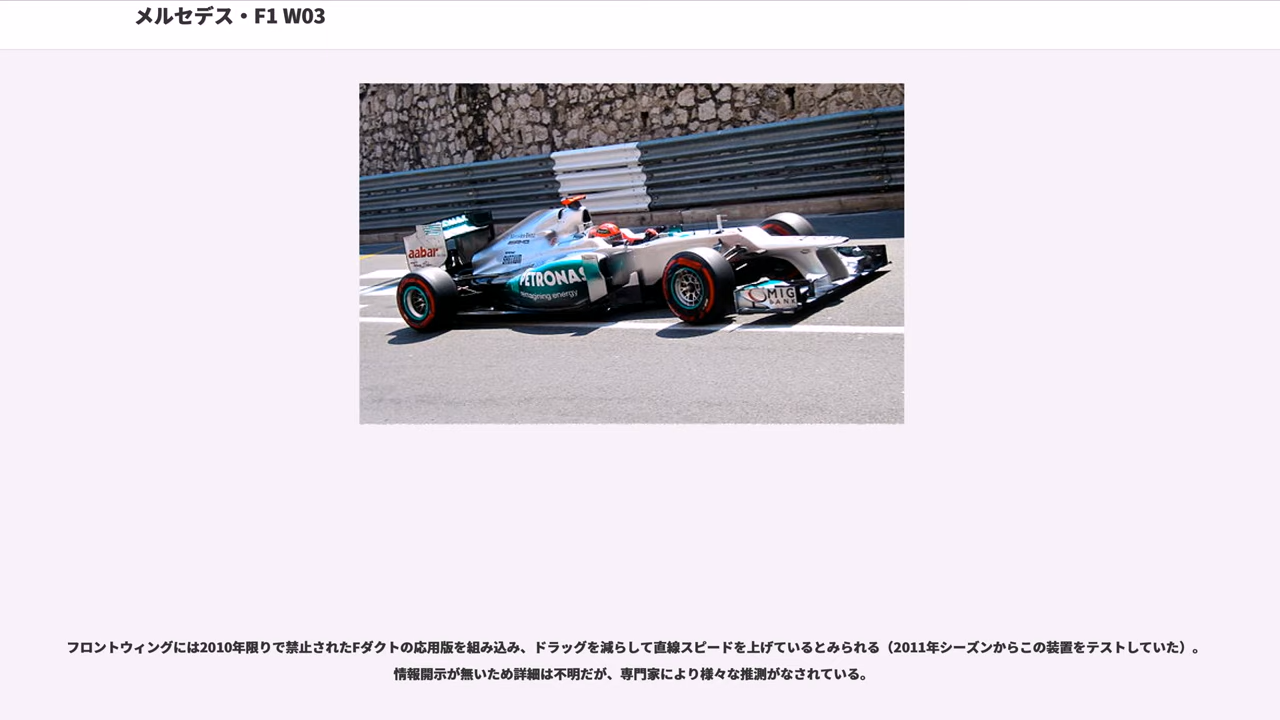 メルセデス・F1 W03
aabar
PETRONAS
imagining energy
MIG
BANK
フロントウィングには2010年限りで禁止されたFダクトの応用版を組み込み、ドラッグを減らして直線スピードを上げているとみられる（2011年シーズンからこの装置をテストしていた）。
情報開示が無いため詳細は不明だが、専門家により様々な推測がなされている。